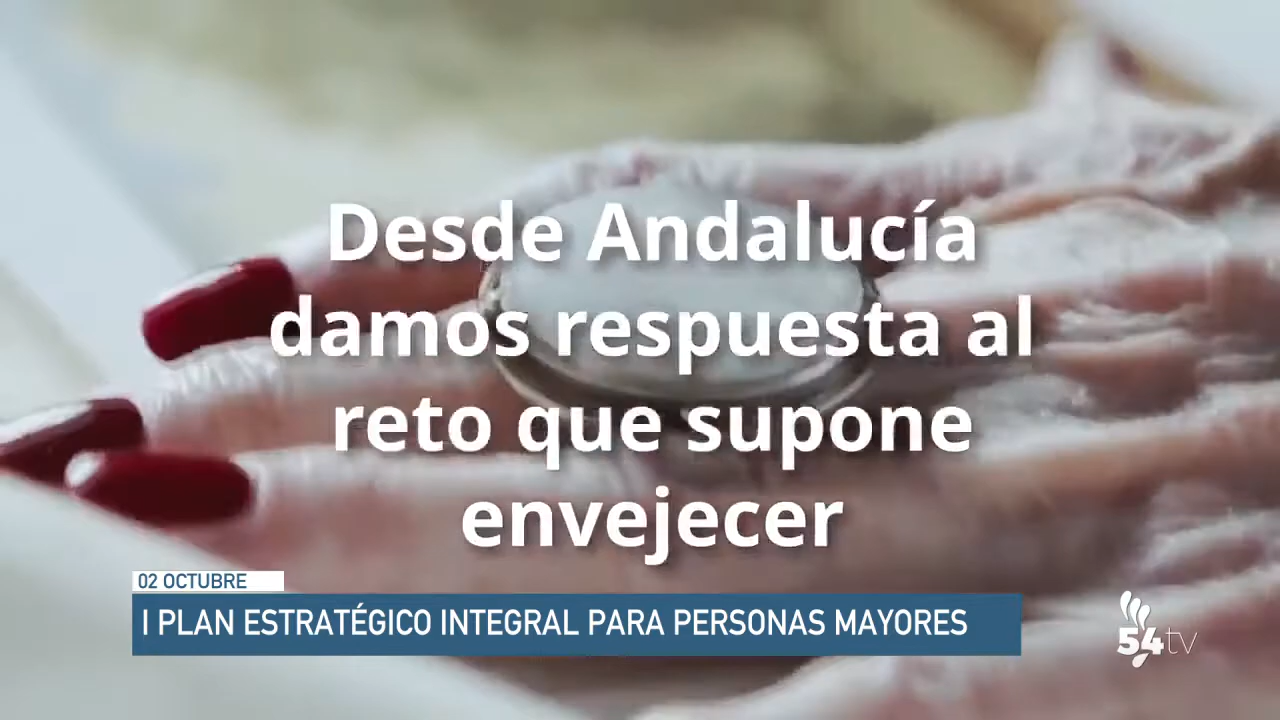 Desde Andalucía
damos respuesta al
reto que supone
envejecer
02 OCTUBRE
I PLAN ESTRATÉGICO INTEGRAL PARA PERSONAS MAYORES
54tv